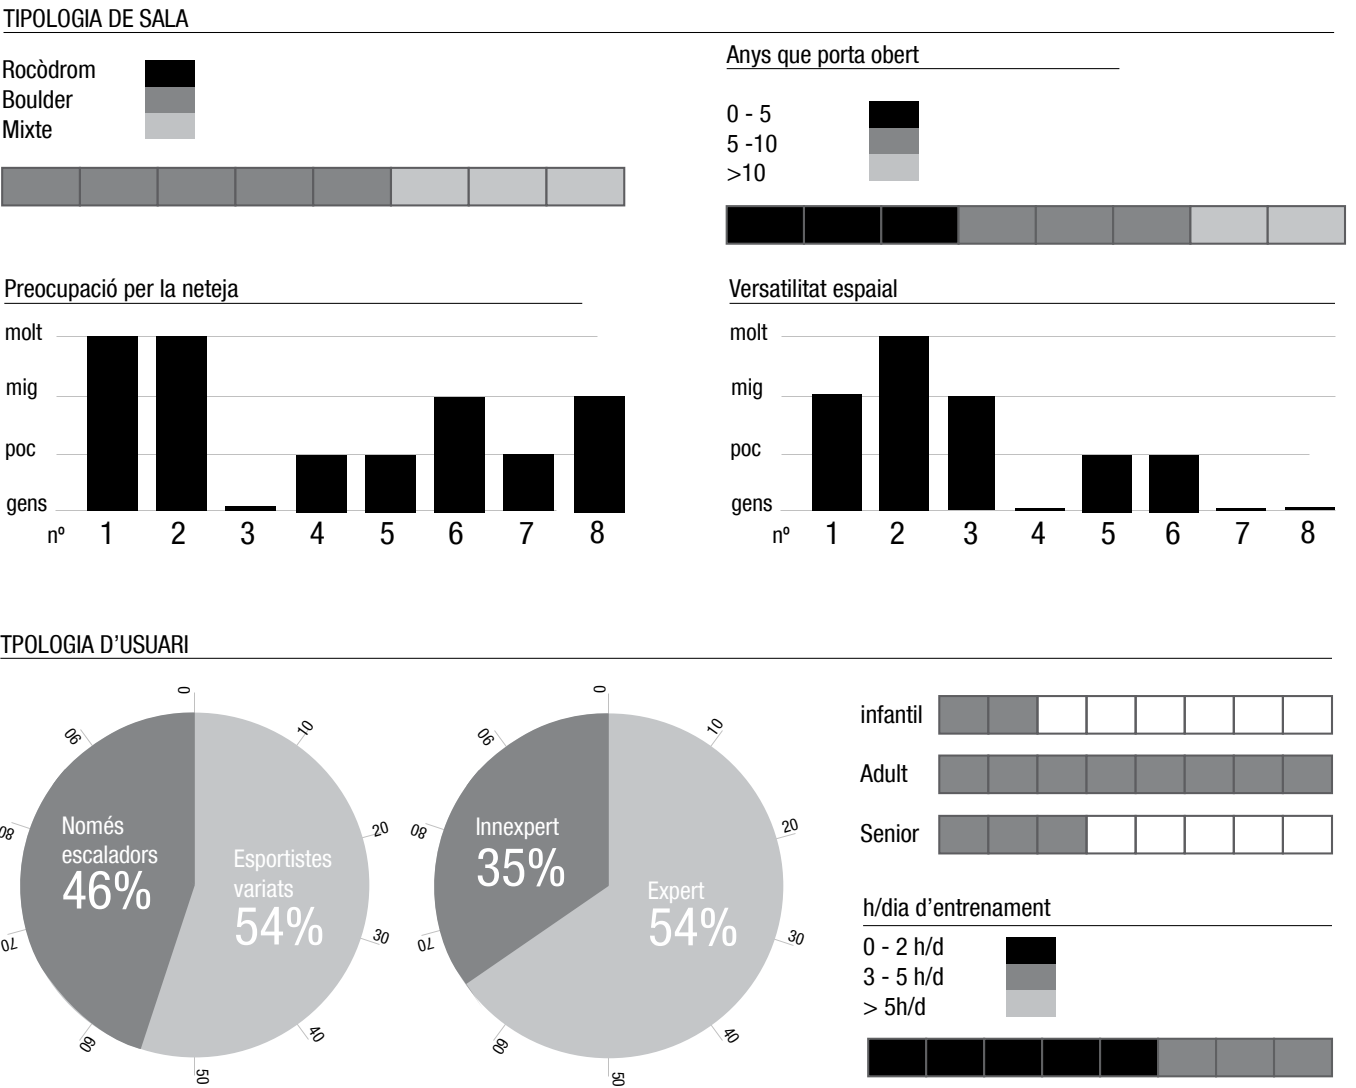 TIPOLOGIA DE SALA
Rocòdrom
Boulder
Mixte
Anys que porta obert
0 - 5
5 -10
>10
Preocupació per la neteja
molt
mig
poc
gens
nº 1 2 3 4 5 6 7 8
Versatilitat espaial
molt
mig
poc
gens
nº 1 2 3 4 5 6 7 8
TPOLOGIA D'USUARI
0
10
20
30
40
50
60
70
80
90
Només
escaladors
46%
Esportistes
variats
54%
0
10
20
30
40
50
60
70
80
90
Innexpert
35%
Expert
54%
infantil
Adult
Senior
h/dia d'entrenament
0 - 2 h/d
3 - 5 h/d
> 5h/d